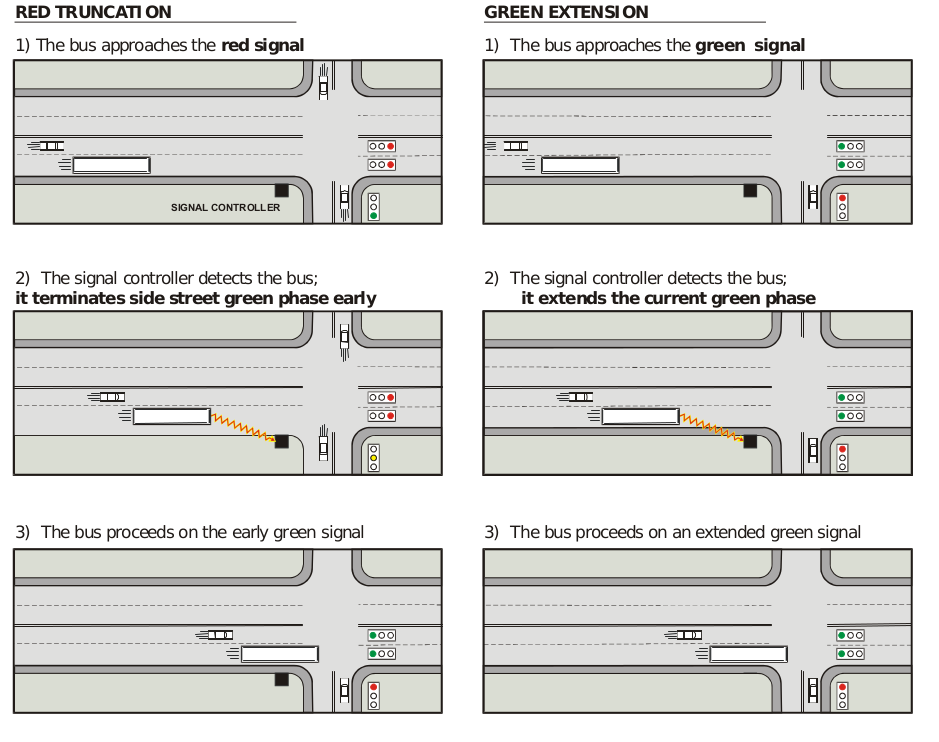 RED TRUNCATION
1) The bus approaches the red signal
SIGNAL CONTROLLER
2) The signal controller detects the bus;
it terminates side street green phase early
3) The bus proceeds on the early green signal
GREEN EXTENSION
1) The bus approaches the green signal
2) The signal controller detects the bus;
it extends the current green phase
3) The bus proceeds on an extended green signal